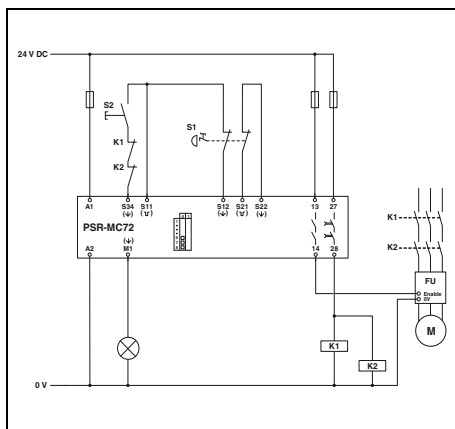 24 V DC
S2
K1
K2
S1
A1 S34 S11 S12 S21 S22 13 27
PSR-MC72
A2 M1 14 28
K1
K2
FU
Enable
0V
M
K1
K2
0 V